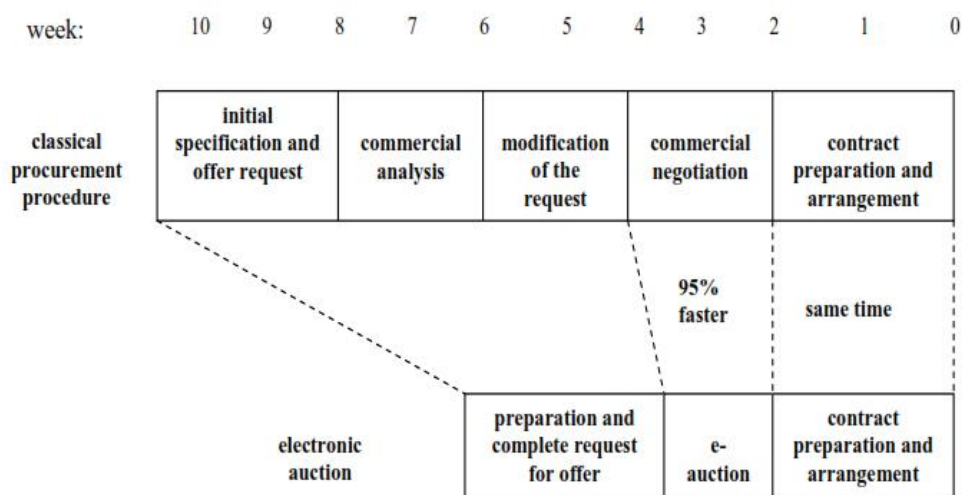 week: 10 9 8 7 6 5 4 3 2 1 0
classical
procurement
procedure
initial
specification and
offer request
commercial
analysis
modification
of the
request
commercial
negotiation
contract
preparation and
arrangement
95%
faster
same time
electronic
auction
preparation and
complete request
for offer
e-
auction
contract
preparation and
arrangement